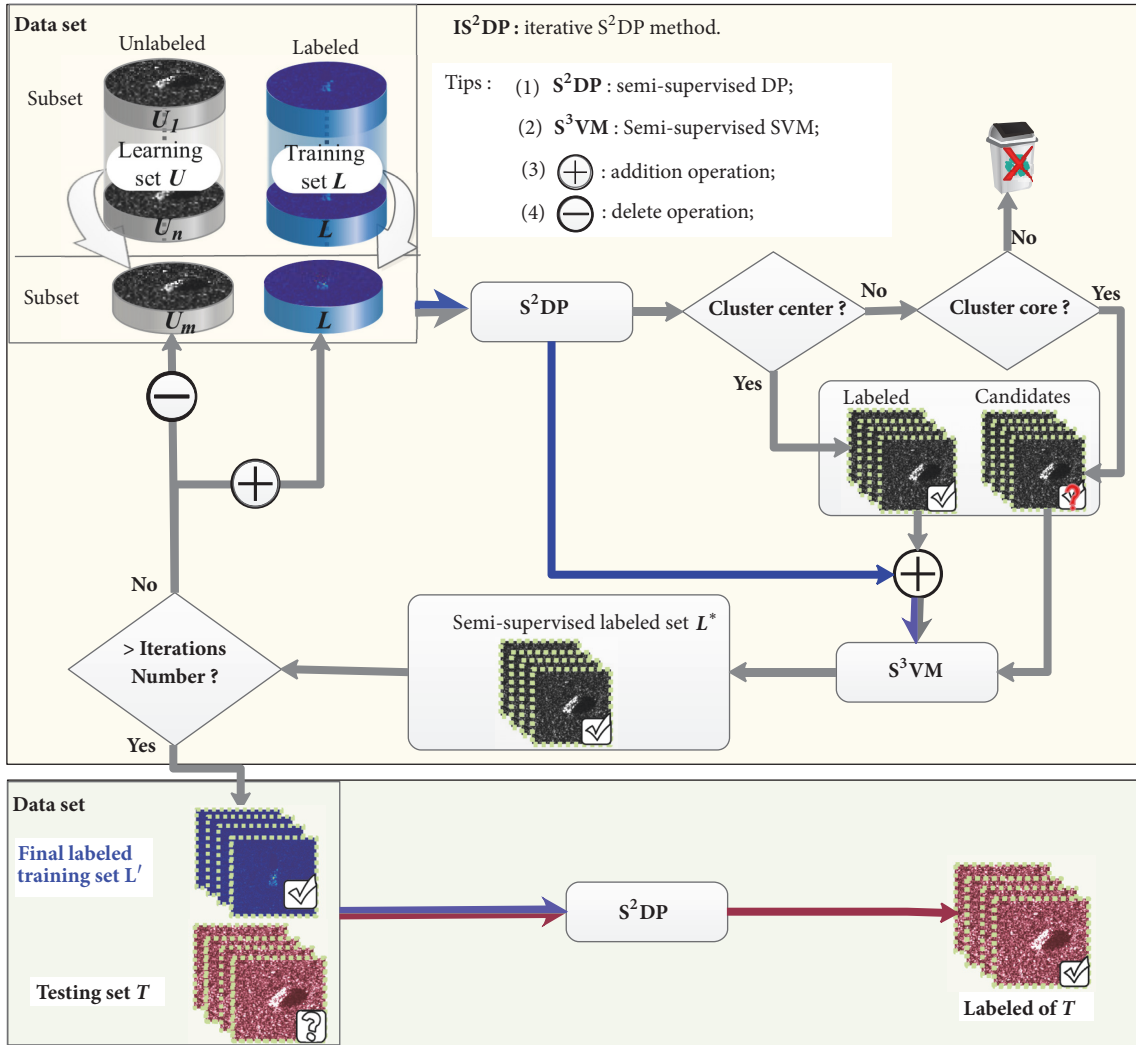 Data set
IS²DP : iterative S²DP method.
Unlabeled
Labeled
Tips :
(1) S²DP : semi-supervised DP;
(2) S³VM : Semi-supervised SVM;
(3) + : addition operation;
(4) − : delete operation;
Subset
U₁
Learning
set U
Training
set L
Uₙ
L
No
Subset
Uₘ
L
S²DP
Cluster center ?
No
Cluster core ?
Yes
Yes
Labeled
Candidates
?
No
Semi-supervised labeled set L*
> Iterations
Number ?
S³VM
Yes
Data set
Final labeled
training set L′
S²DP
Testing set T
?
Labeled of T